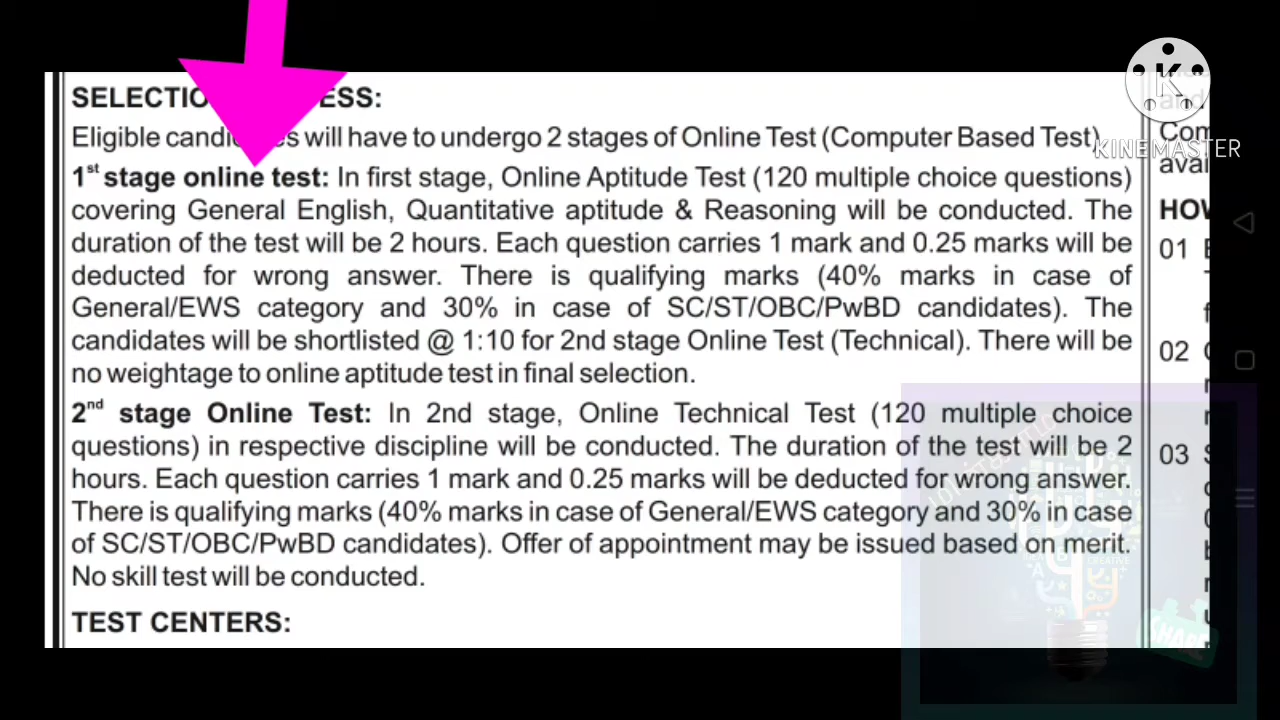 SELECTIO ESS:
Eligible candi s will have to undergo 2 stages of Online Test (Computer Based Test)
1st stage online test: In first stage, Online Aptitude Test (120 multiple choice questions)
covering General English, Quantitative aptitude & Reasoning will be conducted. The
duration of the test will be 2 hours. Each question carries 1 mark and 0.25 marks will be
deducted for wrong answer. There is qualifying marks (40% marks in case of
General/EWS category and 30% in case of SC/ST/OBC/PwBD candidates). The
candidates will be shortlisted @ 1:10 for 2nd stage Online Test (Technical). There will be
no weightage to online aptitude test in final selection.
2nd stage Online Test: In 2nd stage, Online Technical Test (120 multiple choice
questions) in respective discipline will be conducted. The duration of the test will be 2
hours. Each question carries 1 mark and 0.25 marks will be deducted for wrong answer.
There is qualifying marks (40% marks in case of General/EWS category and 30% in case
of SC/ST/OBC/PwBD candidates). Offer of appointment may be issued based on merit.
No skill test will be conducted.
TEST CENTERS:
K
KINEMASTER
and
Com
avai
HOW
01
02
03
SHARE